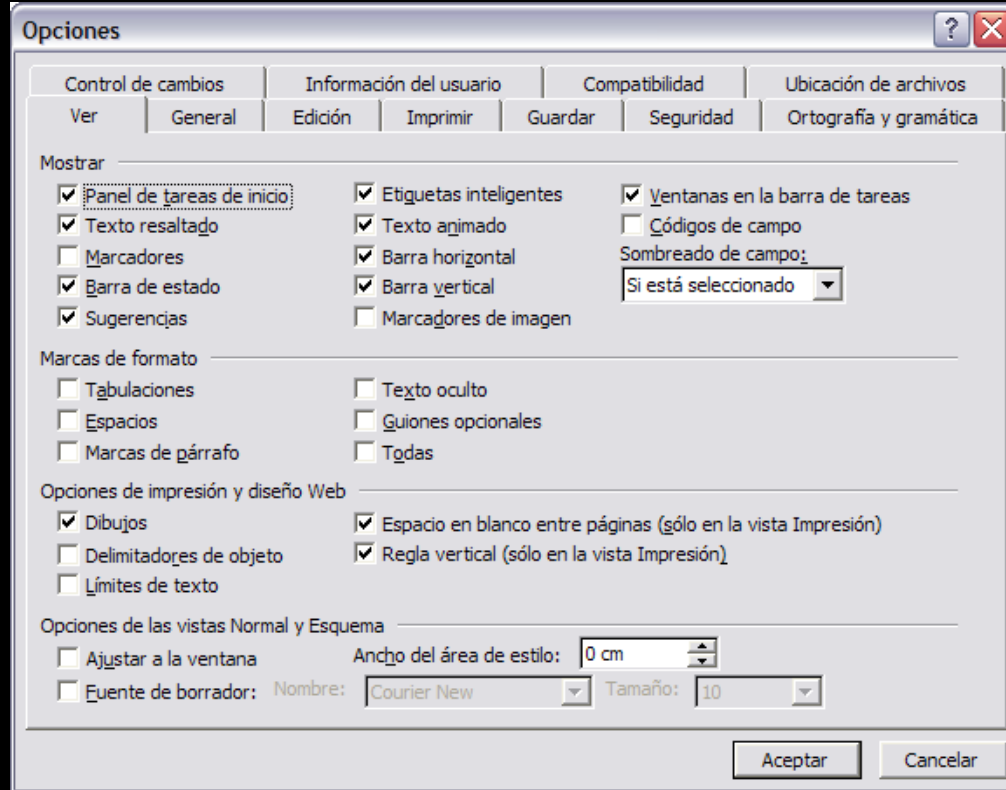 Opciones
Control de cambios Información del usuario Compatibilidad Ubicación de archivos
Ver General Edición Imprimir Guardar Seguridad Ortografía y gramática
Mostrar
Panel de tareas de inicio Etiquetas inteligentes Ventanas en la barra de tareas
Texto resaltado Texto animado Códigos de campo
Marcadores Barra horizontal Sombreado de campo:
Barra de estado Barra vertical Si está seleccionado
Sugerencias Marcadores de imagen
Marcas de formato
Tabulaciones Texto oculto
Espacios Guiones opcionales
Marcas de párrafo Todas
Opciones de impresión y diseño Web
Dibujos Espacio en blanco entre páginas (sólo en la vista Impresión)
Delimitadores de objeto Regla vertical (sólo en la vista Impresión)
Límites de texto
Opciones de las vistas Normal y Esquema
Ajustar a la ventana Ancho del área de estilo: 0 cm
Fuente de borrador: Nombre: Courier New Tamaño: 10
Aceptar Cancelar